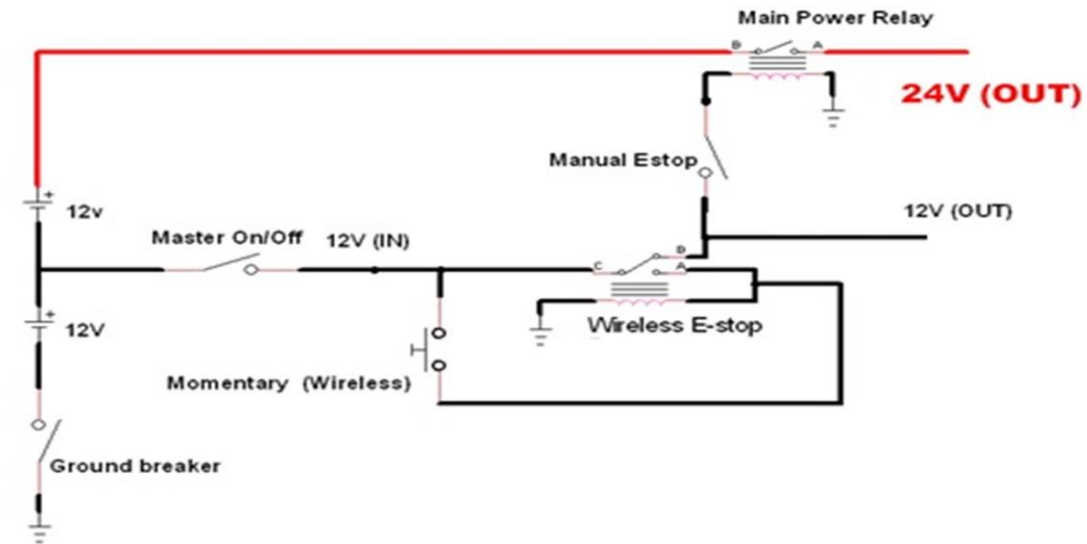 Main Power Relay
B A
24V (OUT)
Manual Estop
+
12v
12V (OUT)
Master On/Off 12V (IN)
B
C A
+
12V
Wireless E-stop
Momentary (Wireless)
Ground breaker